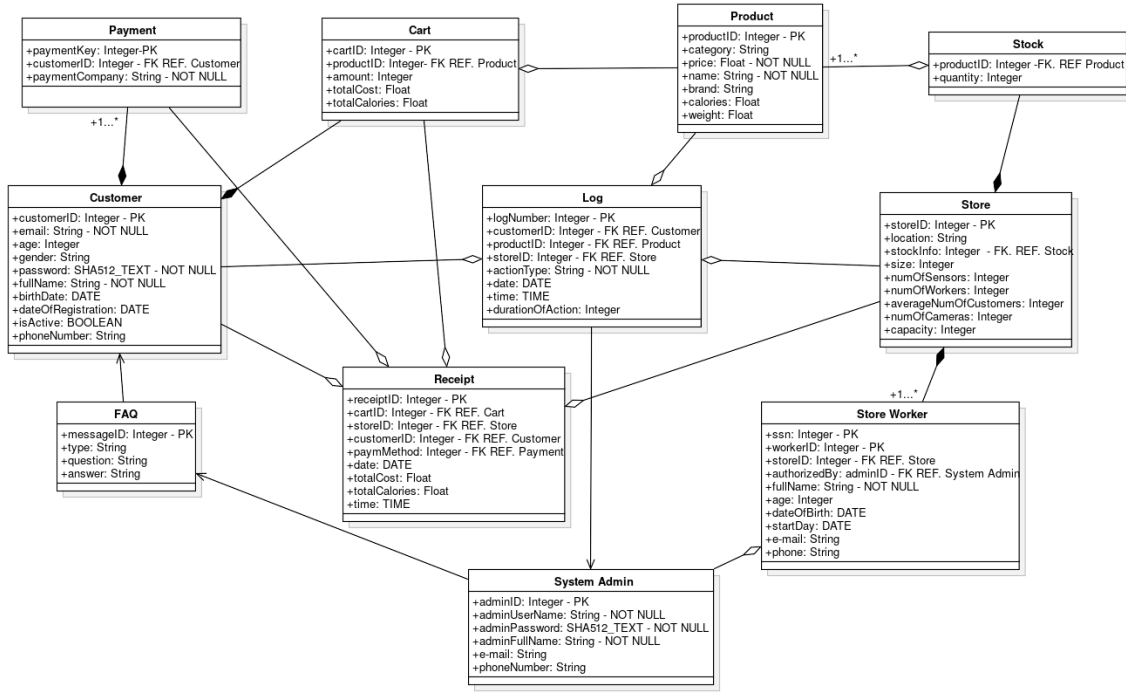 Payment
+paymentKey: Integer-PK
+customerID: Integer - FK REF. Customer
+paymentCompany: String - NOT NULL
Cart
+cartID: Integer - PK
+productID: Integer- FK REF. Product
+amount: Integer
+totalCost: Float
+totalCalories: Float
Product
+productID: Integer - PK
+category: String
+price: Float - NOT NULL
+name: String - NOT NULL
+brand: String
+calories: Float
+weight: Float
+1...*
Stock
+productID: Integer -FK. REF Product
+quantity: Integer
+1...*
Customer
+customerID: Integer - PK
+email: String - NOT NULL
+age: Integer
+gender: String
+password: SHA512_TEXT - NOT NULL
+fullName: String - NOT NULL
+birthDate: DATE
+dateOfRegistration: DATE
+isActive: BOOLEAN
+phoneNumber: String
Log
+logNumber: Integer - PK
+customerID: Integer - FK REF. Customer
+productID: Integer - FK REF. Product
+storeID: Integer - FK REF. Store
+actionType: String - NOT NULL
+date: DATE
+time: TIME
+durationOfAction: Integer
Store
+storeID: Integer - PK
+location: String
+stockInfo: Integer - FK. REF. Stock
+size: Integer
+numOfSensors: Integer
+numOfWorkers: Integer
+averageNumOfCustomers: Integer
+numOfCameras: Integer
+capacity: Integer
+1...*
FAQ
+messageID: Integer - PK
+type: String
+question: String
+answer: String
Receipt
+receiptID: Integer - PK
+cartID: Integer - FK REF. Cart
+storeID: Integer - FK REF. Store
+customerID: Integer - FK REF. Customer
+paymMethod: Integer - FK REF. Payment
+date: DATE
+totalCost: Float
+totalCalories: Float
+time: TIME
Store Worker
+ssn: Integer - PK
+workerID: Integer - PK
+storeID: Integer - FK REF. Store
+authorizedBy: adminID - FK REF. System Admin
+fullName: String - NOT NULL
+age: Integer
+dateOfBirth: DATE
+startDay: DATE
+e-mail: String
+phone: String
System Admin
+adminID: Integer - PK
+adminUserName: String - NOT NULL
+adminPassword: SHA512_TEXT - NOT NULL
+adminFullName: String - NOT NULL
+e-mail: String
+phoneNumber: String